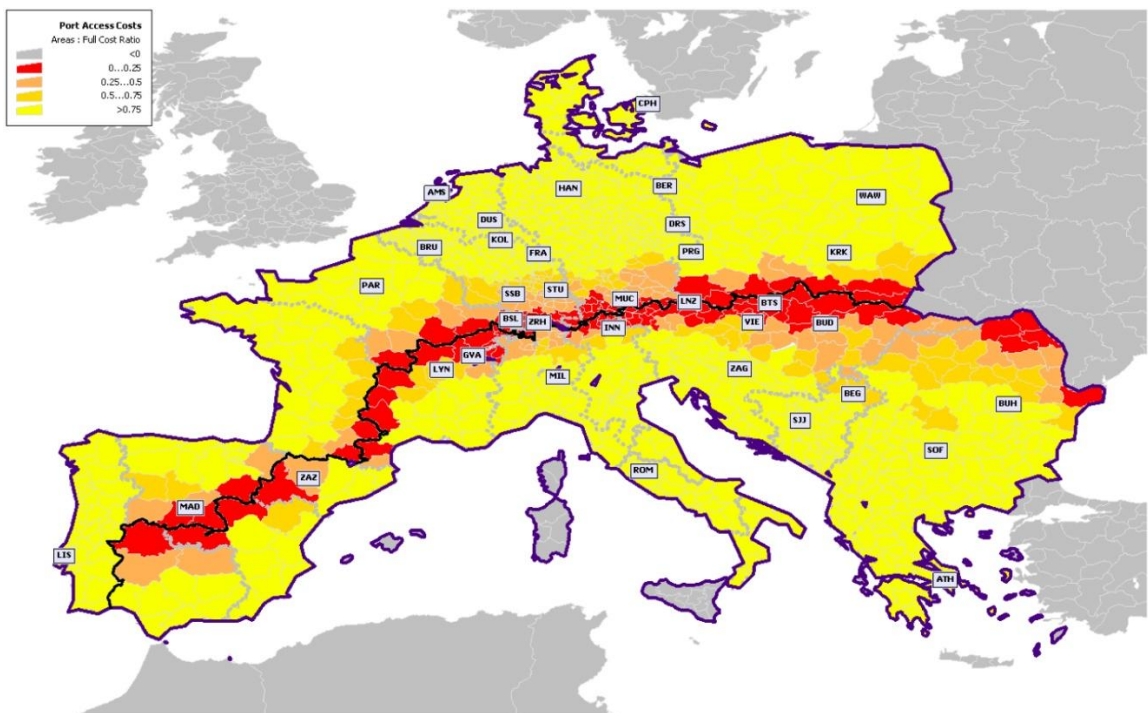 Port Access Costs
Areas : Full Cost Ratio
<0
0...0.25
0.25...0.5
0.5...0.75
>0.75
CPH
AMS
HAN
BER
WAW
DUS
DRS
KOL
BRU
FRA
PRG
KRK
PAR
STU
SSB
MUC
LNZ
BTS
BSL
ZRH
INN
VIE
BUD
GVA
LYN
MIL
ZAG
BEG
BUH
SJJ
SOF
ROM
ZAZ
MAD
LIS
ATH